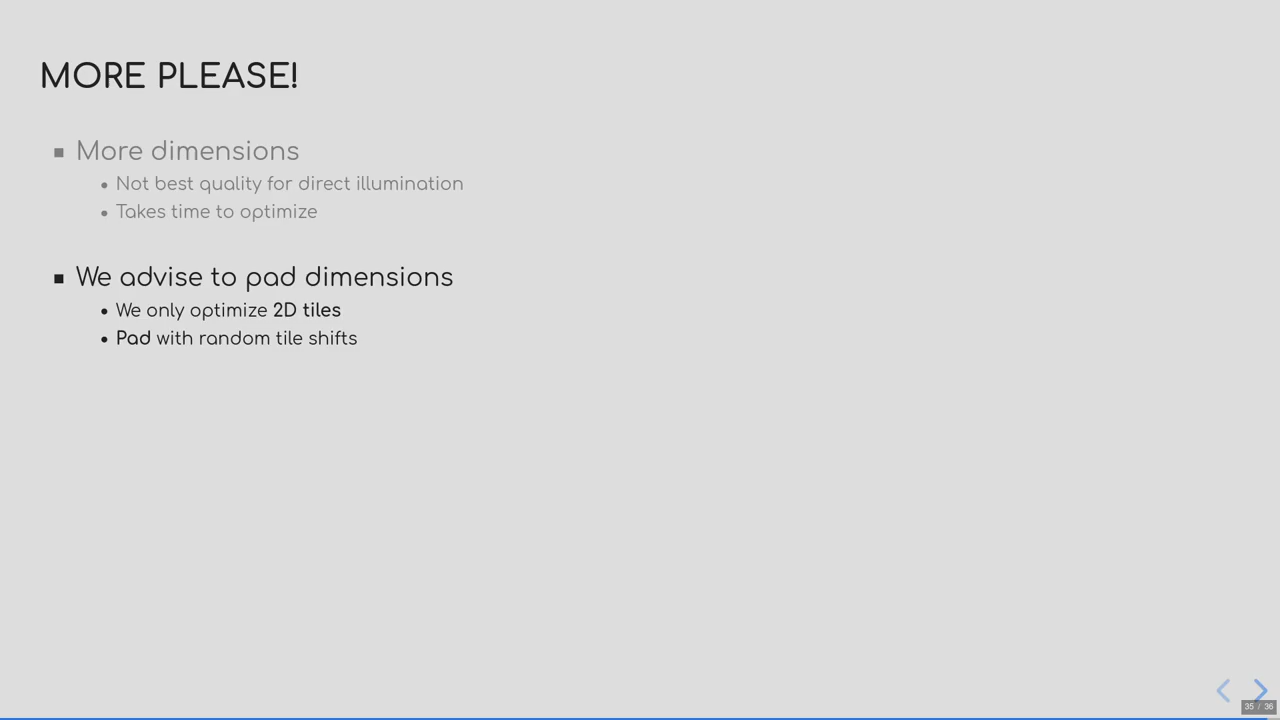 MORE PLEASE!
▪ More dimensions
• Not best quality for direct illumination
• Takes time to optimize
▪ We advise to pad dimensions
• We only optimize 2D tiles
• Pad with random tile shifts
35 / 36